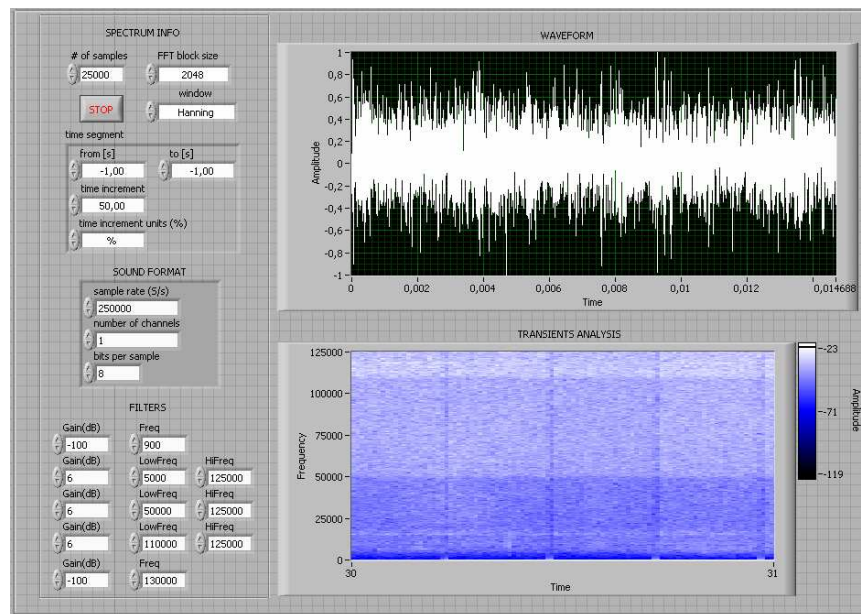 SPECTRUM INFO
# of samples FFT block size
25000 2048
STOP
window
Hanning
time segment
from [s] to [s]
-1,00 -1,00
time increment
50,00
time increment units (%)
%
SOUND FORMAT
sample rate (S/s)
250000
number of channels
1
bits per sample
8
FILTERS
Gain(dB) Freq
-100 900
Gain(dB) LowFreq HiFreq
6 5000 125000
Gain(dB) LowFreq HiFreq
6 50000 125000
Gain(dB) LowFreq HiFreq
6 110000 125000
Gain(dB) Freq
-100 130000
WAVEFORM
Amplitude
1
0,8
0,6
0,4
0,2
0
-0,2
-0,4
-0,6
-0,8
-1
0 0,002 0,004 0,006 0,008 0,01 0,012 0,014688
Time
TRANSIENTS ANALYSIS
Frequency
125000
100000
75000
50000
25000
0
30 31
Time
-23
-71
-119
Amplitude